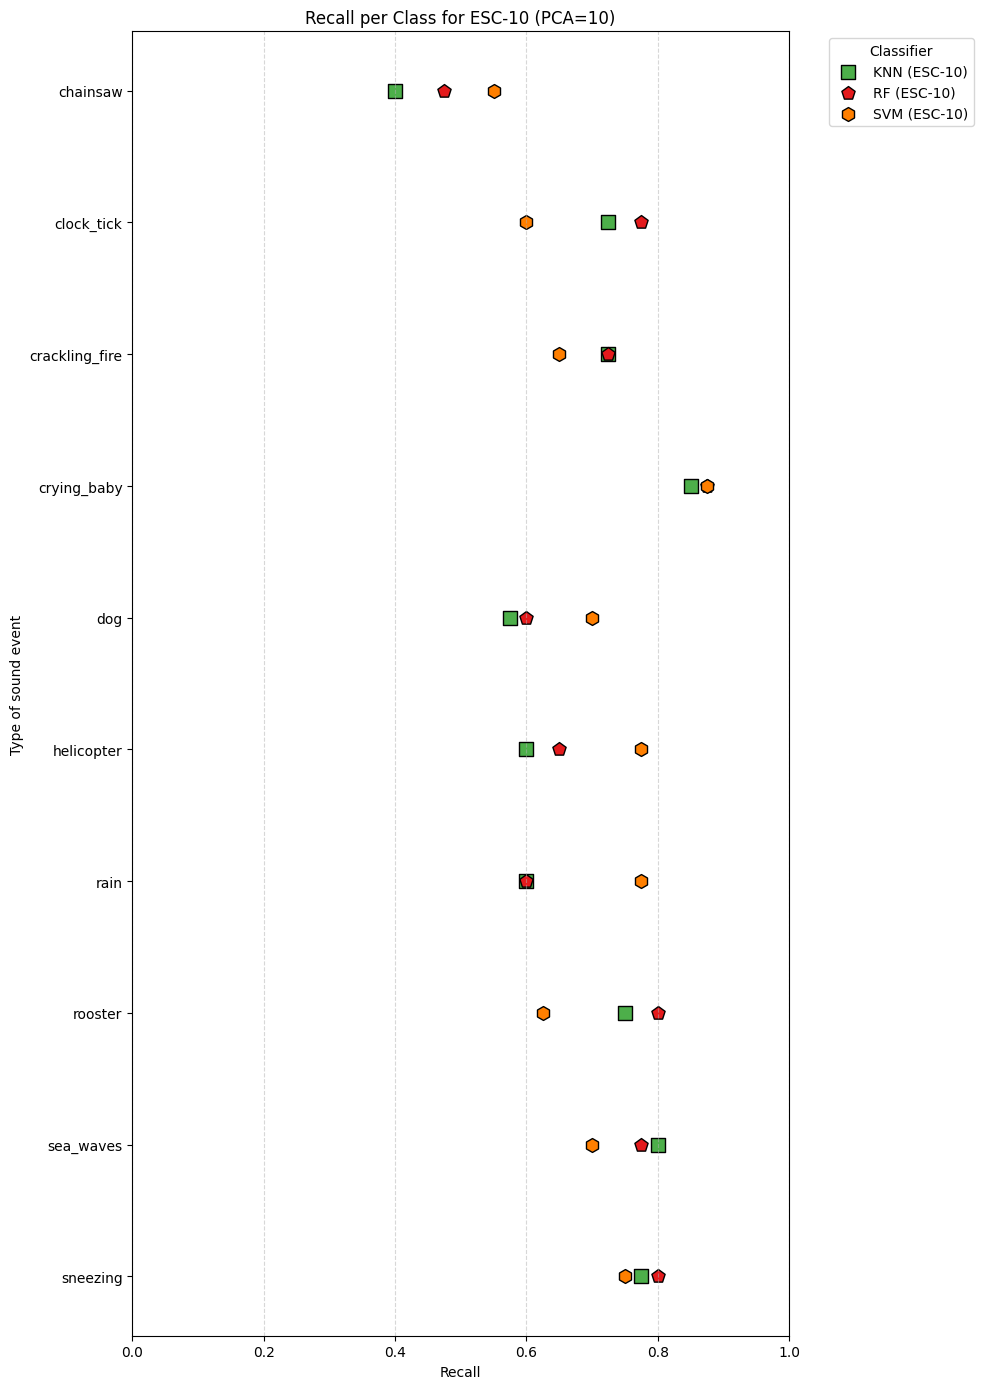 Recall per Class for ESC-10 (PCA=10)
Classifier
KNN (ESC-10)
RF (ESC-10)
SVM (ESC-10)
chainsaw
clock_tick
crackling_fire
crying_baby
dog
helicopter
rain
rooster
sea_waves
sneezing
Type of sound event
0.0 0.2 0.4 0.6 0.8 1.0
Recall